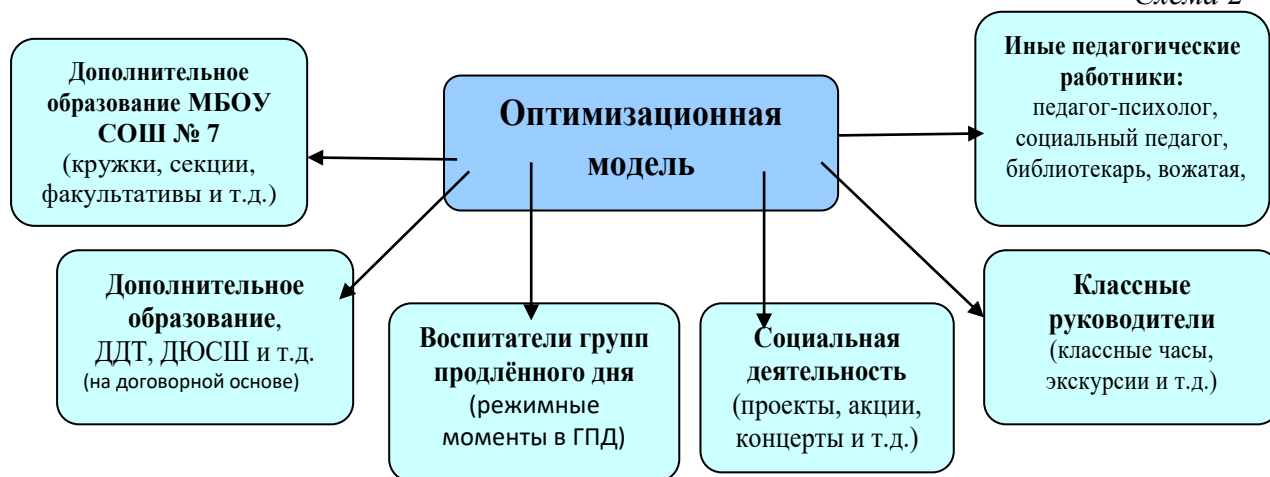 Схема 2
Дополнительное
образование МБОУ
СОШ № 7
(кружки, секции,
факультативы и т.д.)
Оптимизационная
модель
Иные педагогические
работники:
педагог-психолог,
социальный педагог,
библиотекарь, вожатая,
Дополнительное
образование,
ДДТ, ДЮСШ и т.д.
(на договорной основе)
Воспитатели групп
продлённого дня
(режимные
моменты в ГПД)
Социальная
деятельность
(проекты, акции,
концерты и т.д.)
Классные
руководители
(классные часы,
экскурсии и т.д.)